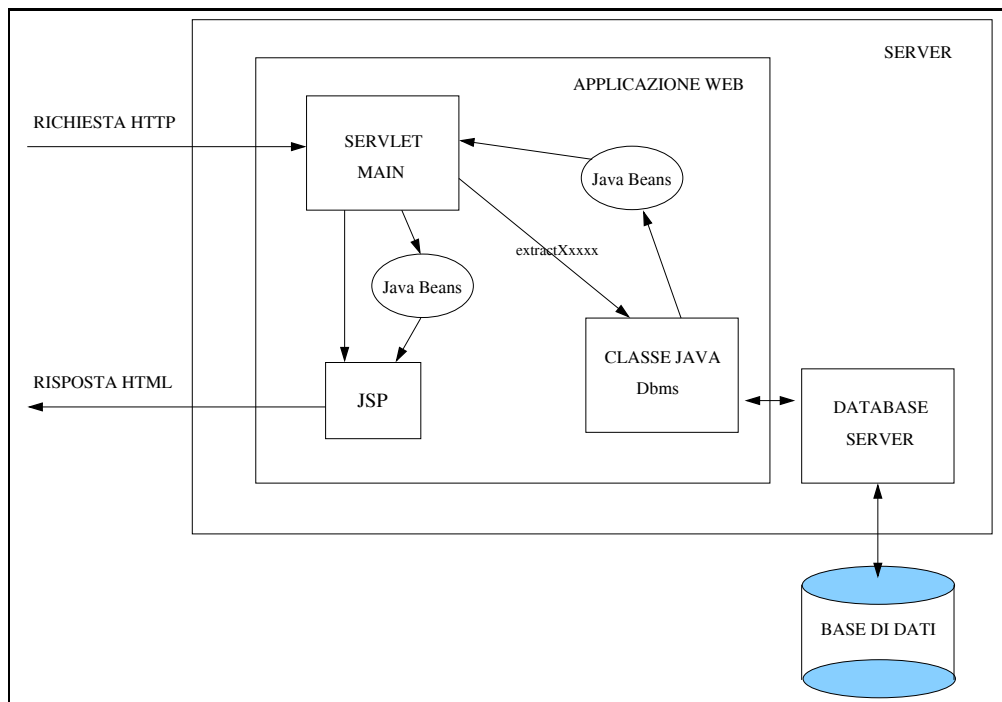 SERVER
APPLICAZIONE WEB
RICHIESTA HTTP
SERVLET
MAIN
Java Beans
extractXxxxx
Java Beans
CLASSE JAVA
Dbms
RISPOSTA HTML
JSP
DATABASE
SERVER
BASE DI DATI